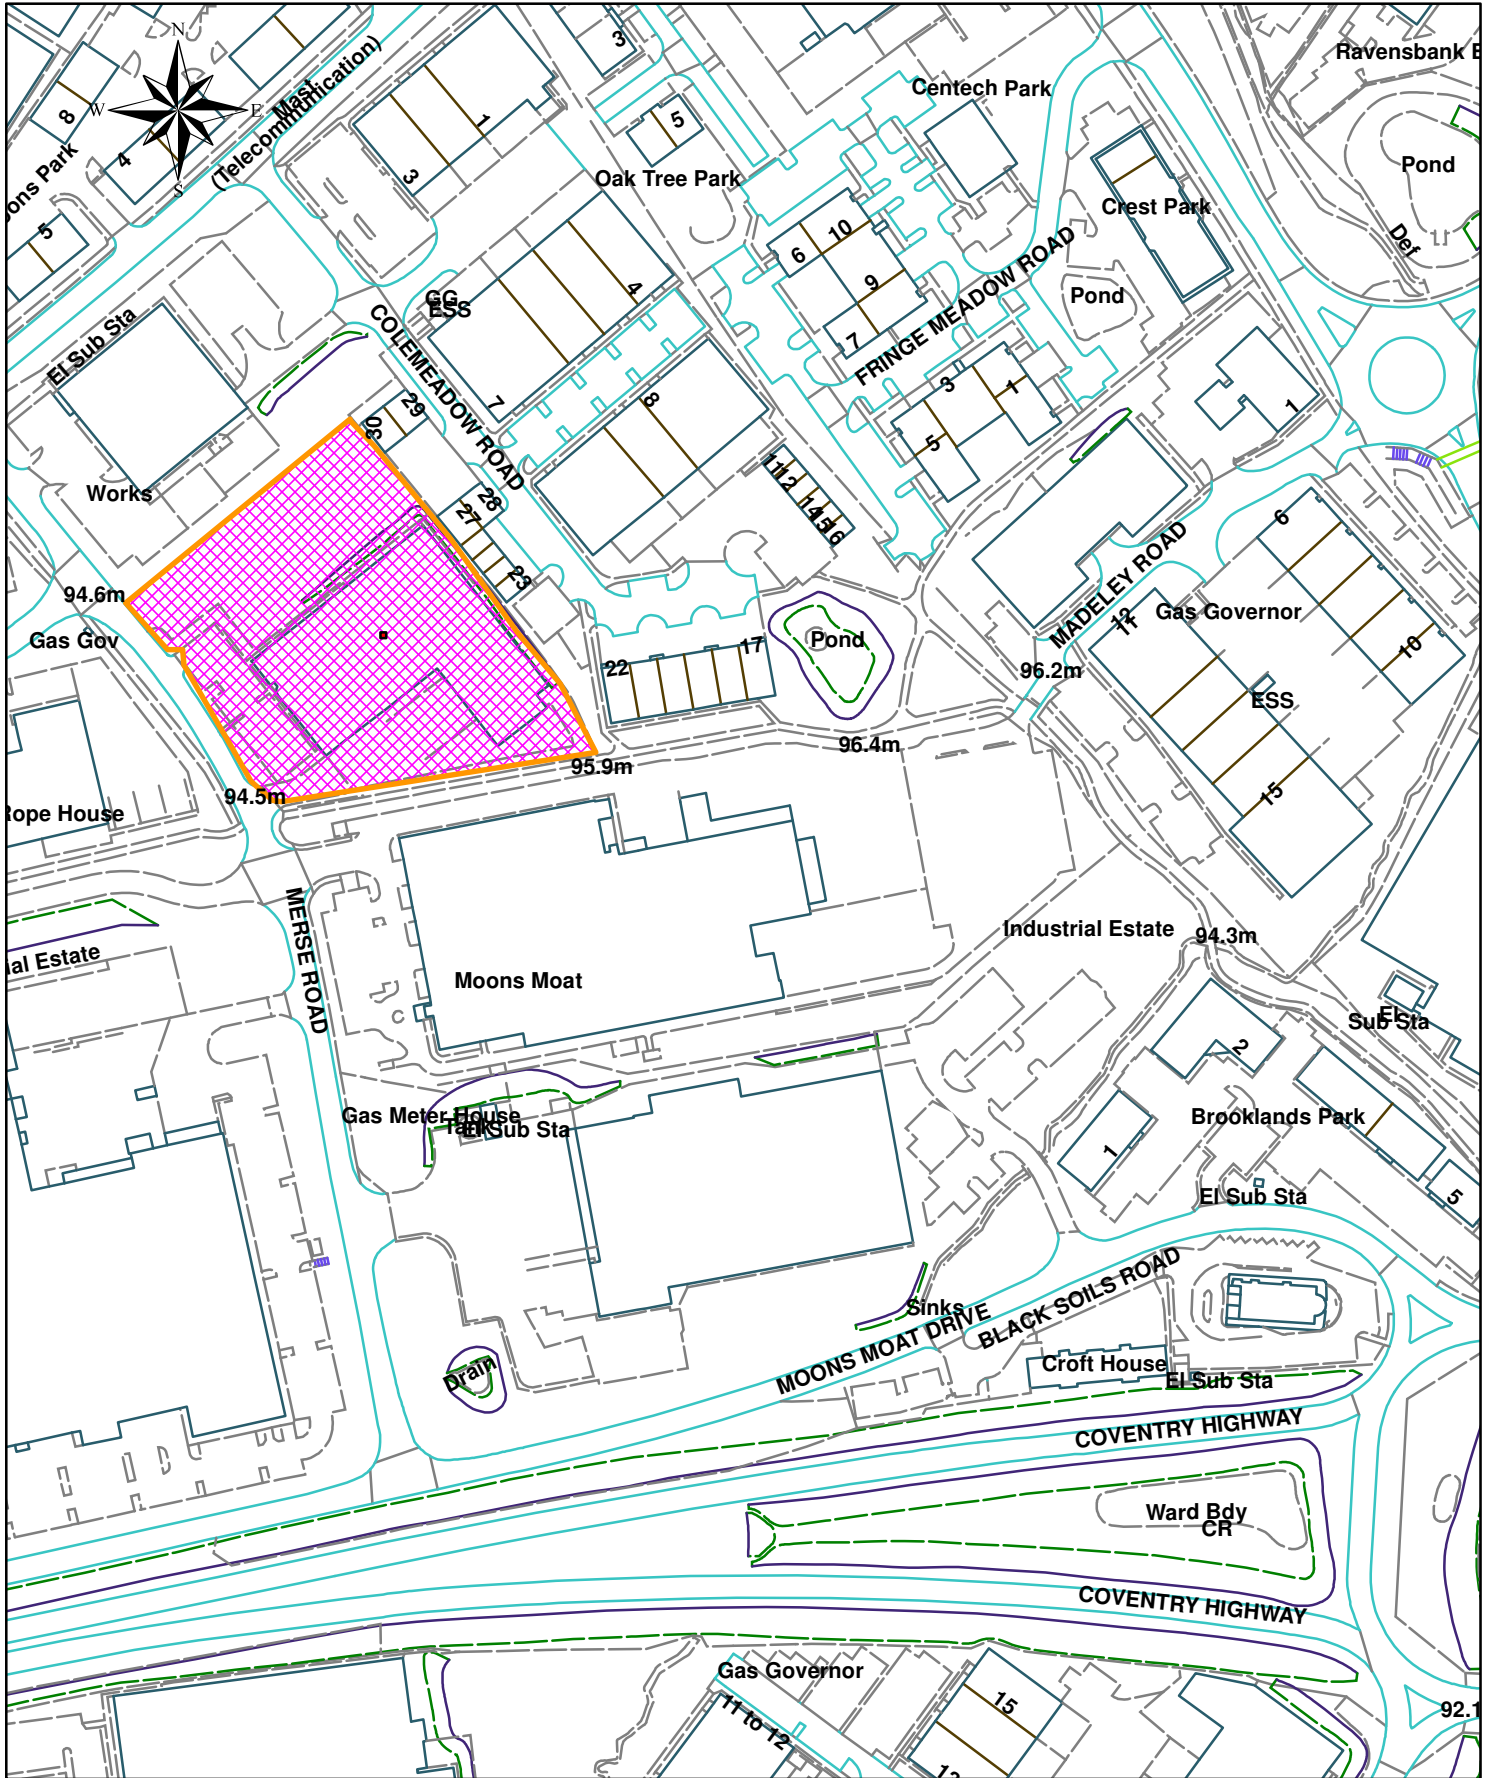 N
W
E
S
8
4
5
ons Park
Mast
(Telecommunication)
3
1
3
5
Oak Tree Park
Centech Park
Ravensbank
Pond
Def
Crest Park
6
10
9
7
FRINGE MEADOW ROAD
Pond
GG
ESS
4
7
COLEMEADOW ROAD
El Sub Sta
Works
30
29
28
27
23
8
11
12
14
15
16
3
1
5
1
6
94.6m
Gas Gov
22
17
Pond
MADELEY ROAD
12
11
Gas Governor
10
96.2m
ESS
15
96.4m
95.9m
94.5m
Rope House
MERSE ROAD
ial Estate
Moons Moat
Industrial Estate
94.3m
El
Sub Sta
2
1
Brooklands Park
5
El Sub Sta
Gas Meter House
Tank
El Sub Sta
Sinks
MOONS MOAT DRIVE
BLACK SOILS ROAD
Croft House
El Sub Sta
Drain
COVENTRY HIGHWAY
Ward Bdy
CR
COVENTRY HIGHWAY
Gas Governor
11 to 12
15
92.1